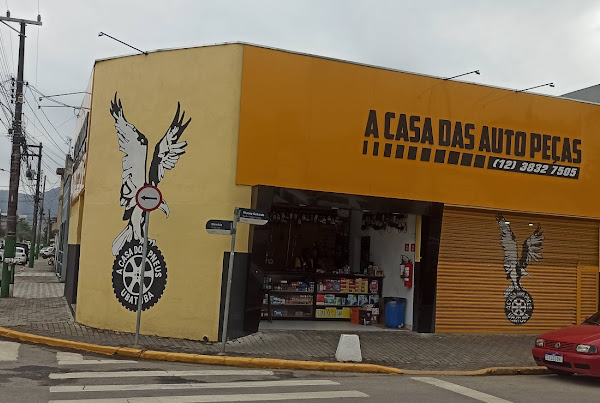 A CASA DAS AUTO PEÇAS
(12) 3832 7505
A CASA DOS PNEUS
UBATUBA